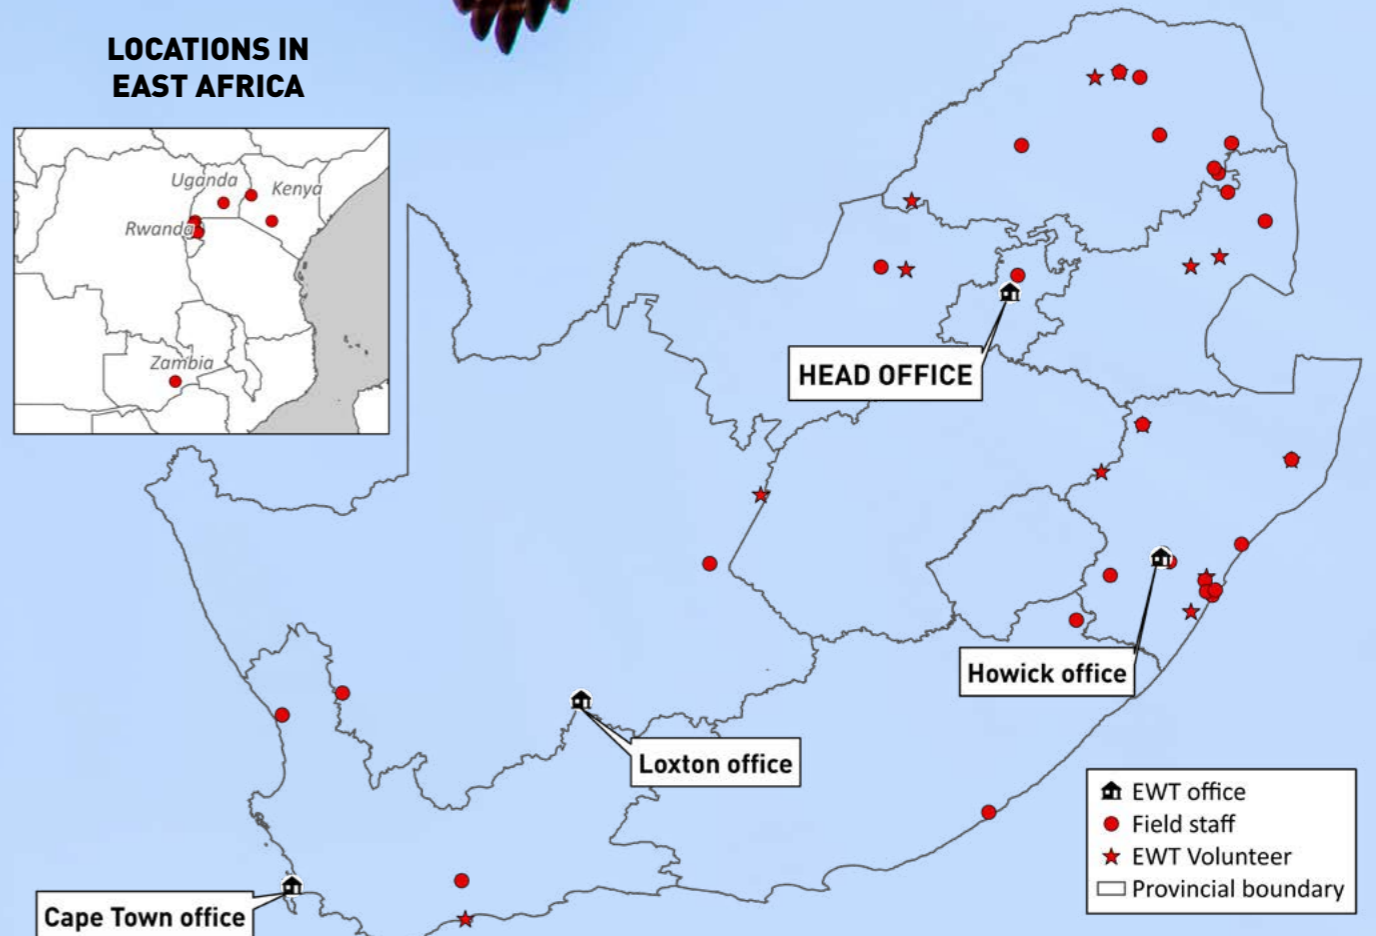 LOCATIONS IN
EAST AFRICA
Uganda
Kenya
Rwanda
Zambia
HEAD OFFICE
Howick office
Loxton office
Cape Town office
EWT office
Field staff
EWT Volunteer
Provincial boundary